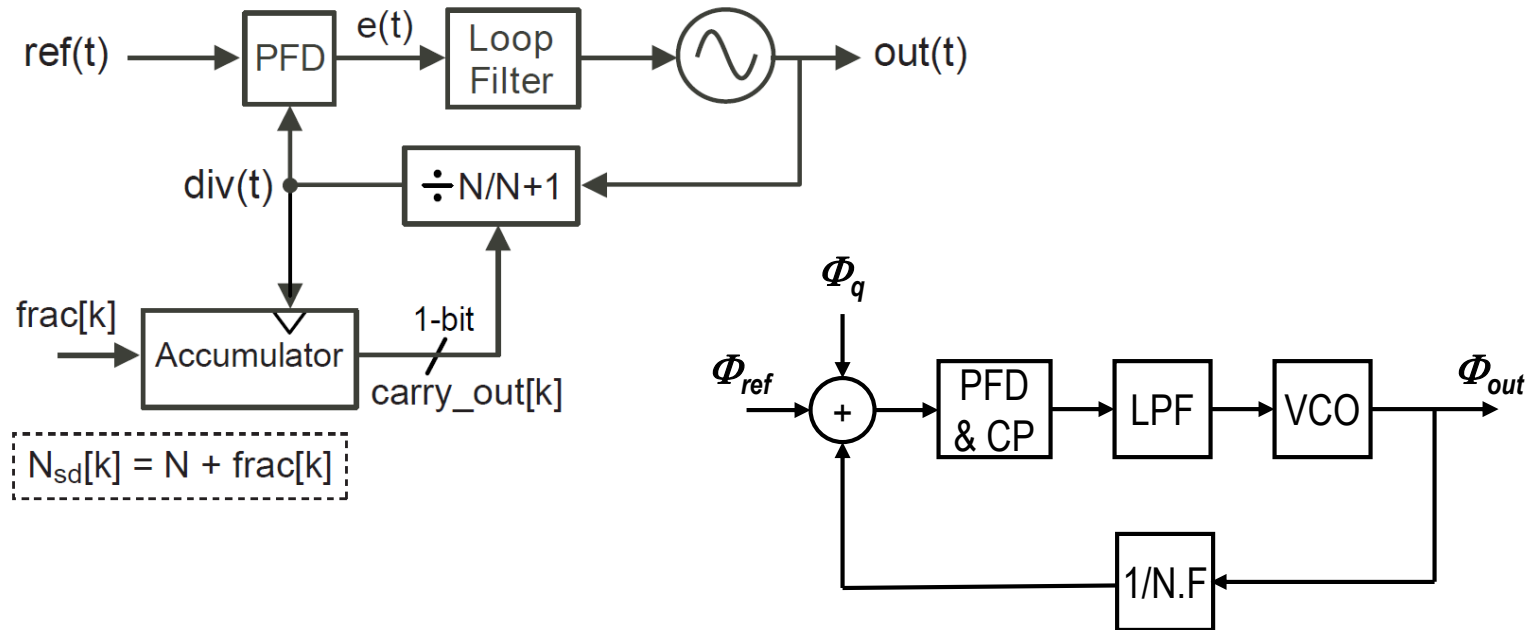 ref(t)
PFD
e(t)
Loop
Filter
out(t)
div(t)
÷ N/N+1
frac[k]
Accumulator
1-bit
carry_out[k]
N_sd[k] = N + frac[k]
Φ_q
Φ_ref
+
PFD
& CP
LPF
VCO
Φ_out
1/N.F